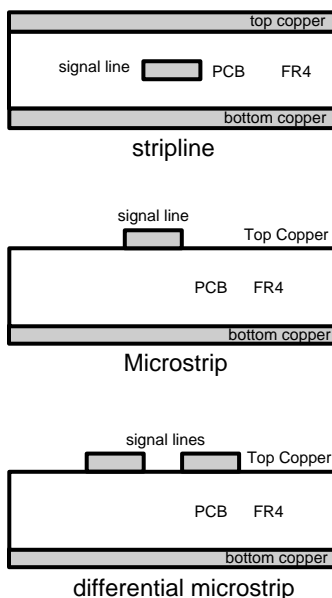 top copper
signal line PCB FR4
bottom copper
stripline
signal line
Top Copper
PCB FR4
bottom copper
Microstrip
signal lines
Top Copper
PCB FR4
bottom copper
differential microstrip